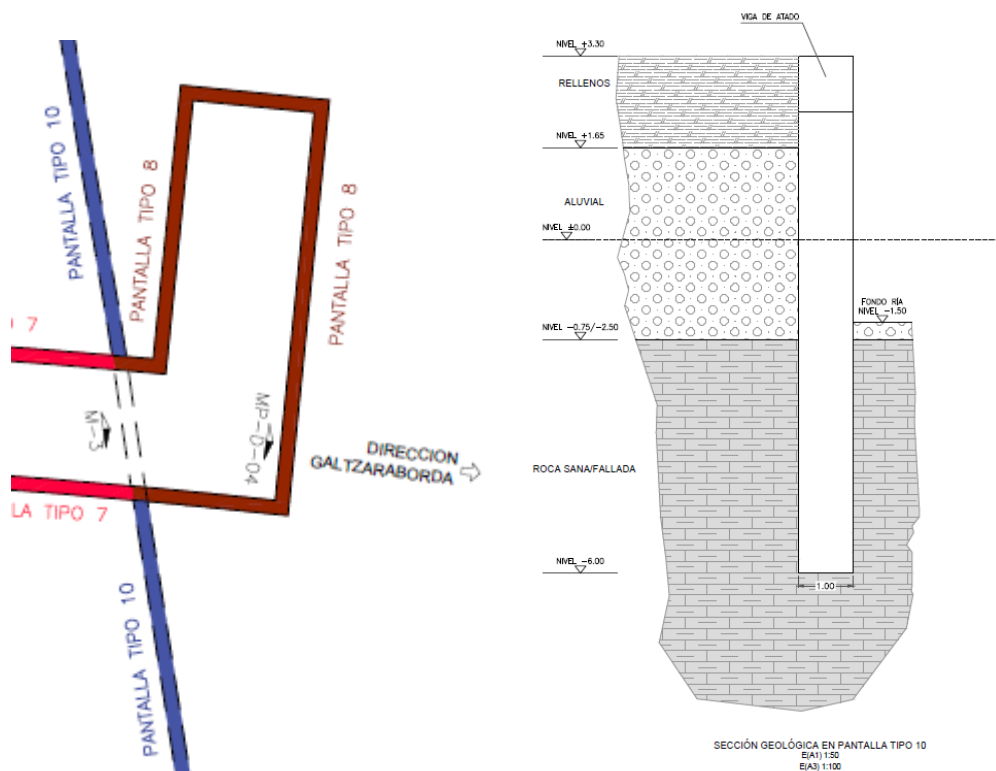 PANTALLA TIPO 10
PANTALLA TIPO 8
PANTALLA TIPO 8
O 7
M-3
MP-D-04
DIRECCION
GALTZARABORDA
LA TIPO 7
PANTALLA TIPO 10
VIGA DE ATADO
NIVEL +3.30
RELLENOS
NIVEL +1.65
ALUVIAL
NIVEL ±0.00
FONDO RÍA
NIVEL -1.50
NIVEL -0.75/-2.50
ROCA SANA/FALLADA
NIVEL -6.00
1.00
SECCIÓN GEOLÓGICA EN PANTALLA TIPO 10
E(A1) 1:50
E(A3) 1:100